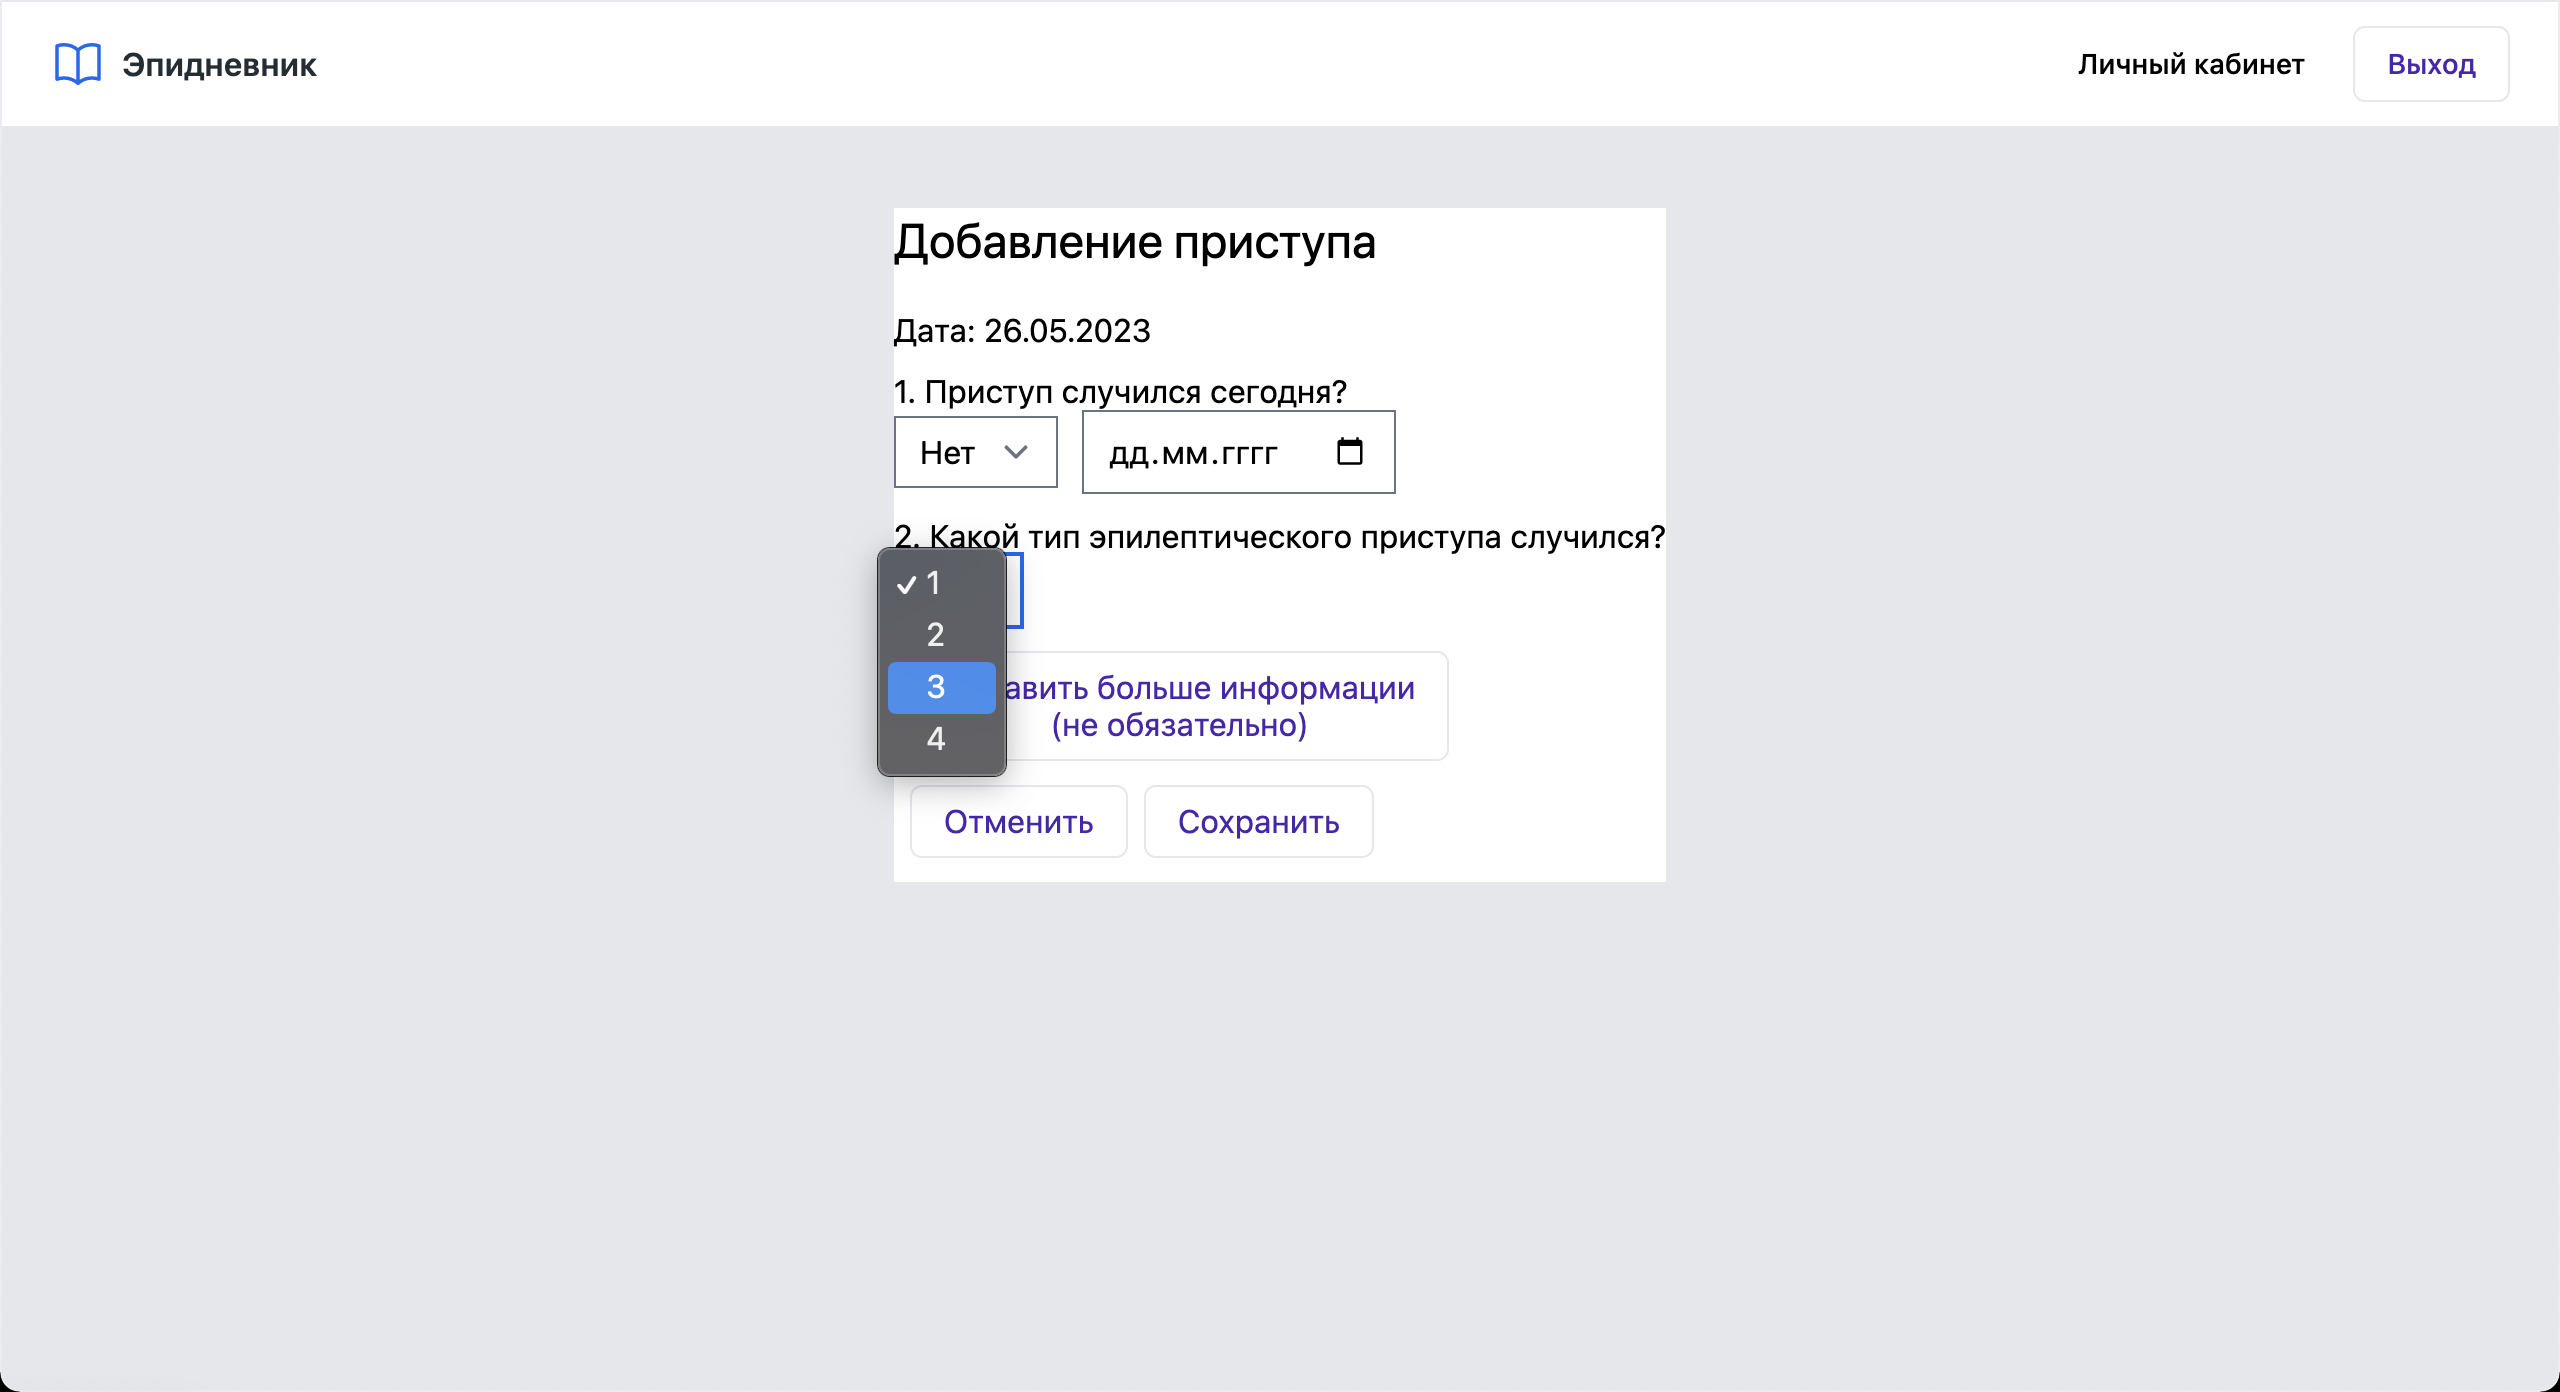 Эпидневник
Личный кабинет
Выход
Добавление приступа
Дата: 26.05.2023
1. Приступ случился сегодня?
Нет
дд.мм.гггг
2. Какой тип эпилептического приступа случился?
1
2
3
4
авить больше информации
(не обязательно)
Отменить
Сохранить